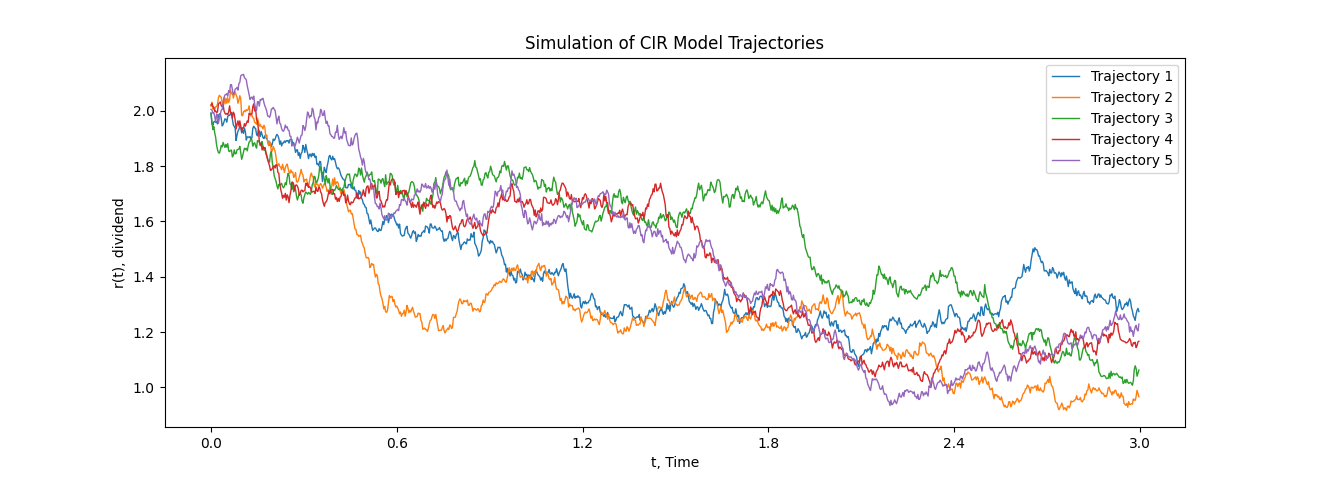 Simulation of CIR Model Trajectories
Trajectory 1
Trajectory 2
Trajectory 3
Trajectory 4
Trajectory 5
r(t), dividend
2.0
1.8
1.6
1.4
1.2
1.0
0.0 0.6 1.2 1.8 2.4 3.0
t, Time